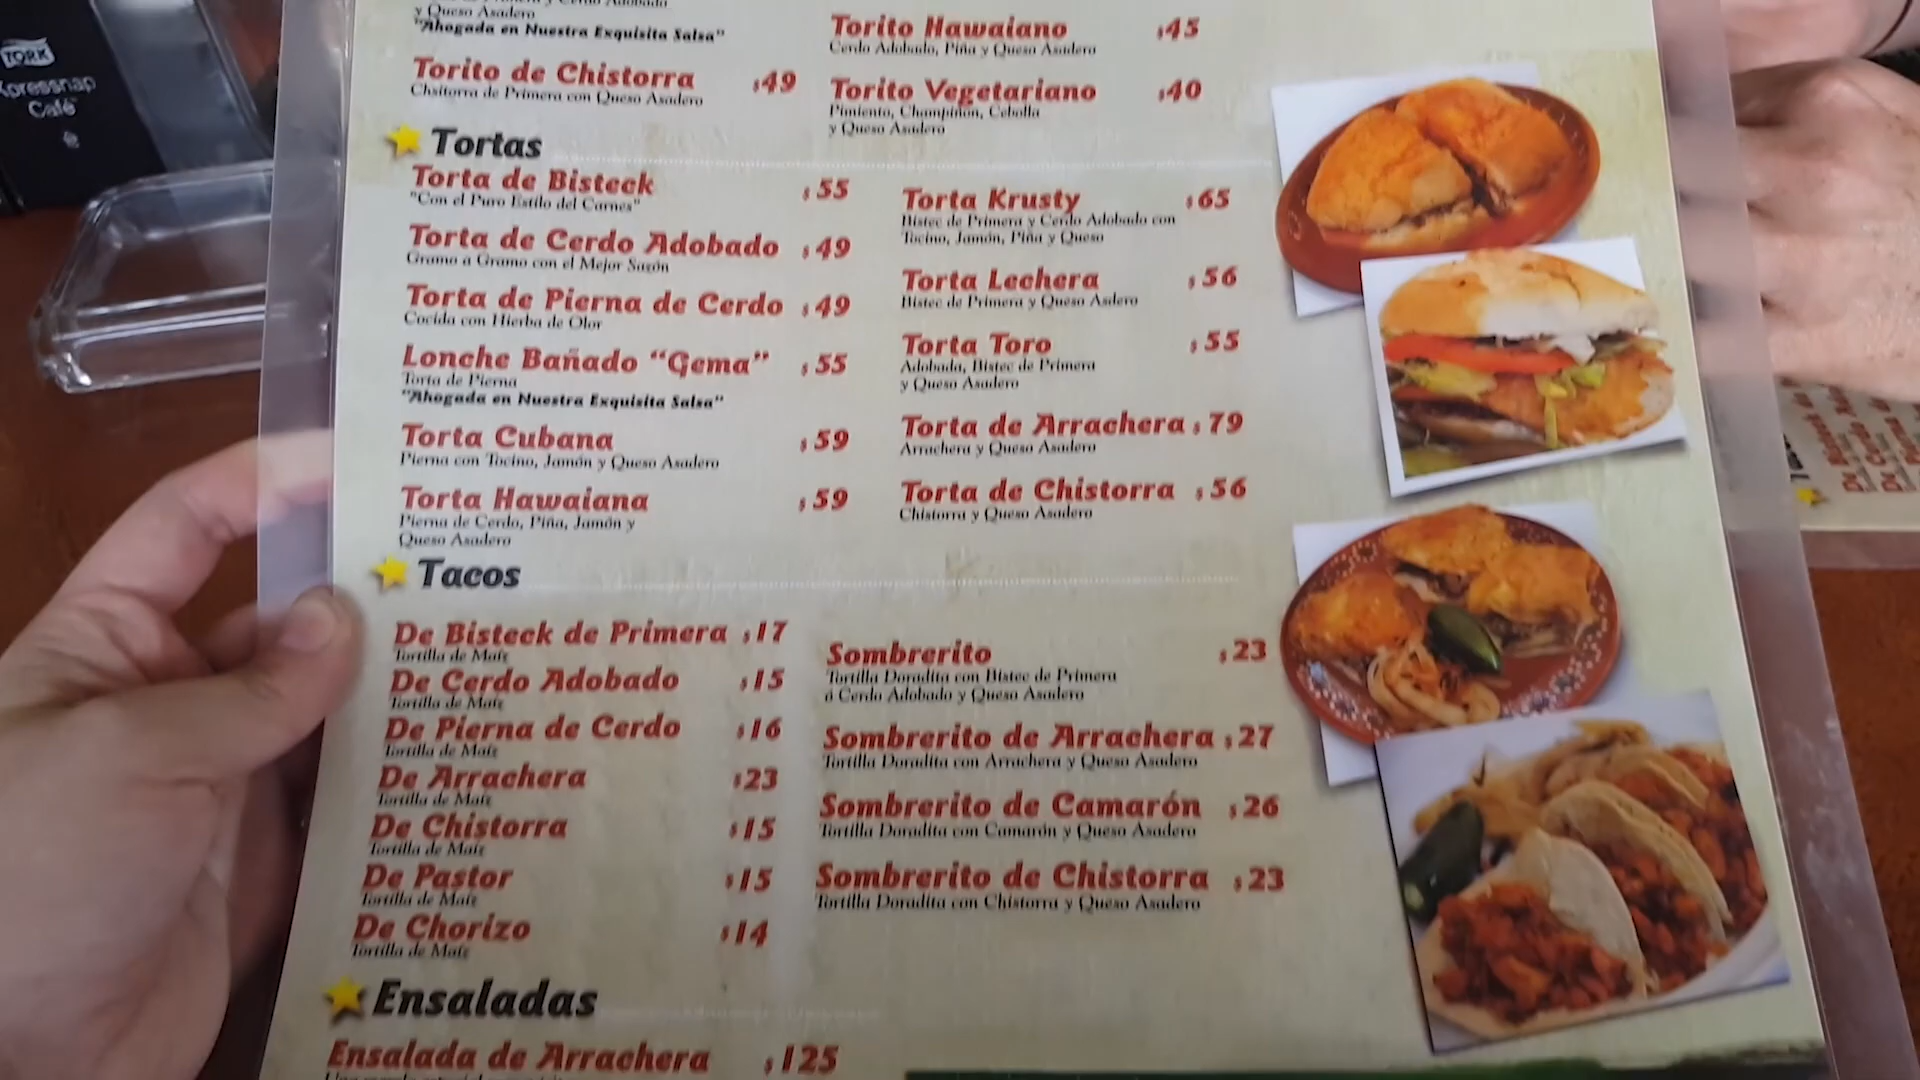 TORK
Xpressnap
Café
y Queso Asadero
"Ahogada en Nuestra Exquisita Salsa"
Torito de Chistorra $49
Chsitorra de Primera con Queso Asadero
Torito Hawaiano $45
Cerdo Adobado, Piña y Queso Asadero
Torito Vegetariano $40
Pimiento, Champiñon, Cebolla
y Queso Asadero
Tortas
Torta de Bisteck $55
"Con el Puro Estilo del Carnes"
Torta de Cerdo Adobado $49
Gramo a Gramo con el Mejor Sazón
Torta de Pierna de Cerdo $49
Cocida con Hierba de Olor
Lonche Bañado "Gema" $55
Torta de Pierna
"Ahogada en Nuestra Exquisita Salsa"
Torta Cubana $59
Pierna con Tocino, Jamón y Queso Asadero
Torta Hawaiana $59
Pierna de Cerdo, Piña, Jamón y
Queso Asadero
Torta Krusty $65
Bistec de Primera y Cerdo Adobado con
Tocino, Jamón, Piña y Queso
Torta Lechera $56
Bistec de Primera y Queso Asdero
Torta Toro $55
Adobada, Bistec de Primera
y Queso Asadero
Torta de Arrachera $79
Arrachera y Queso Asadero
Torta de Chistorra $56
Chistorra y Queso Asadero
Tacos
De Bisteck de Primera $17
Tortilla de Maíz
De Cerdo Adobado $15
Tortilla de Maíz
De Pierna de Cerdo $16
Tortilla de Maíz
De Arrachera $23
Tortilla de Maíz
De Chistorra $15
Tortilla de Maíz
De Pastor $15
Tortilla de Maíz
De Chorizo $14
Tortilla de Maíz
Sombrerito $23
Tortilla Doradita con Bistec de Primera
ó Cerdo Adobado y Queso Asadero
Sombrerito de Arrachera $27
Tortilla Doradita con Arrachera y Queso Asadero
Sombrerito de Camarón $26
Tortilla Doradita con Camarón y Queso Asadero
Sombrerito de Chistorra $23
Tortilla Doradita con Chistorra y Queso Asadero
Ensaladas
Ensalada de Arrachera $125